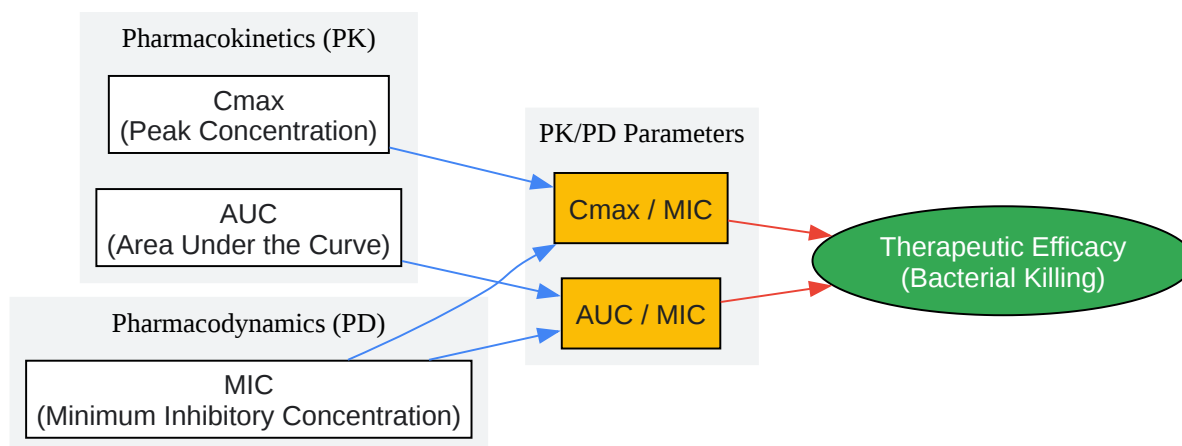 Pharmacokinetics (PK)
Cmax
(Peak Concentration)
AUC
(Area Under the Curve)
Pharmacodynamics (PD)
MIC
(Minimum Inhibitory Concentration)
PK/PD Parameters
Cmax / MIC
AUC / MIC
Therapeutic Efficacy
(Bacterial Killing)